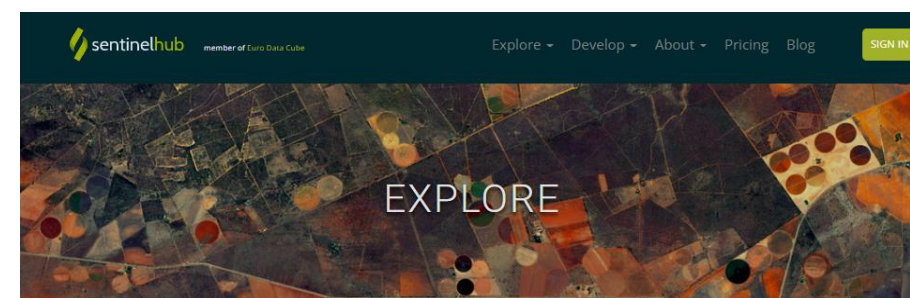 sentinelhub member of Euro Data Cube Explore Develop About Pricing Blog SIGN IN
EXPLORE